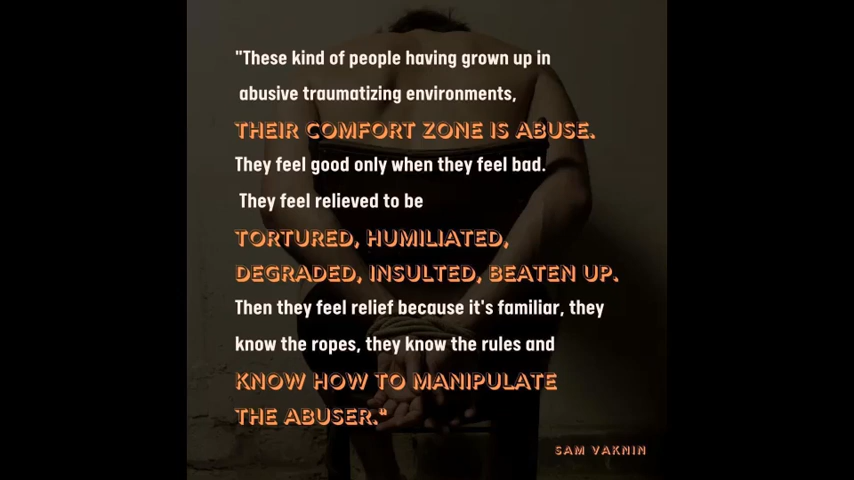 "These kind of people having grown up in
abusive traumatizing environments,
THEIR COMFORT ZONE IS ABUSE.
They feel good only when they feel bad.
They feel relieved to be
TORTURED, HUMILIATED,
DEGRADED, INSULTED, BEATEN UP.
Then they feel relief because it's familiar, they
know the ropes, they know the rules and
KNOW HOW TO MANIPULATE
THE ABUSER."
SAM VAKNIN